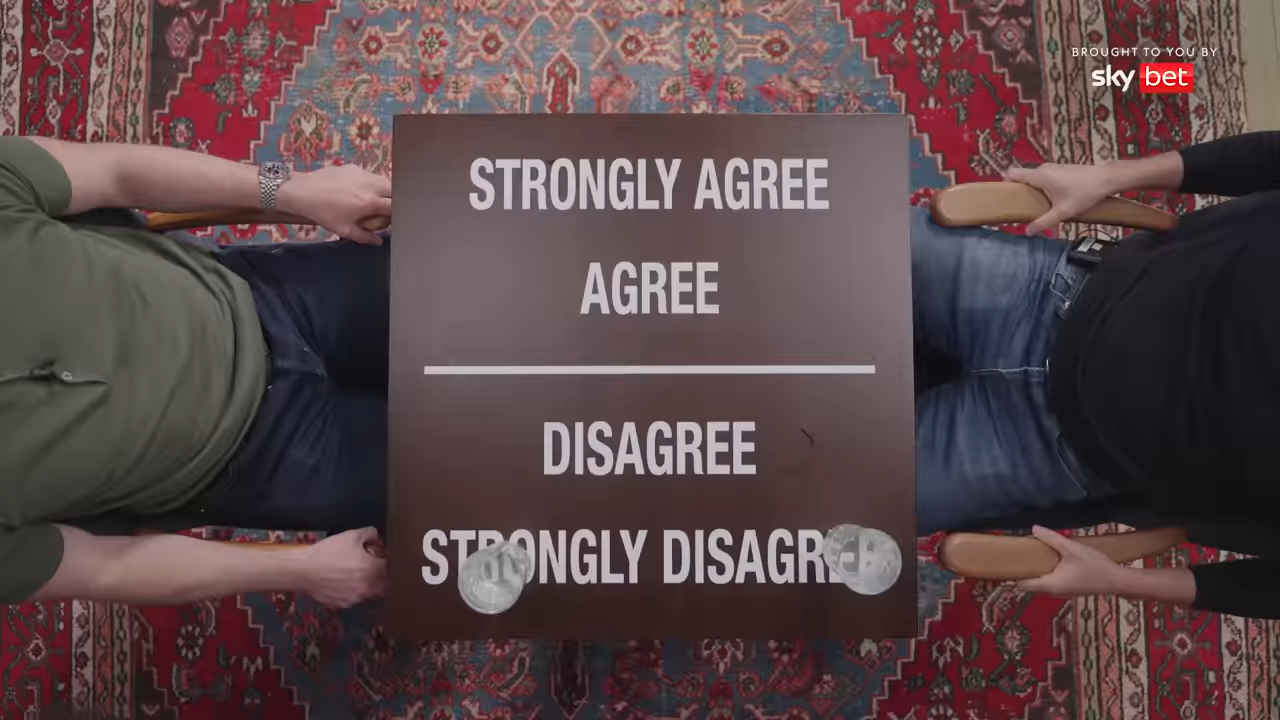 BROUGHT TO YOU BY
sky bet
STRONGLY AGREE
AGREE
DISAGREE
STRONGLY DISAGREE